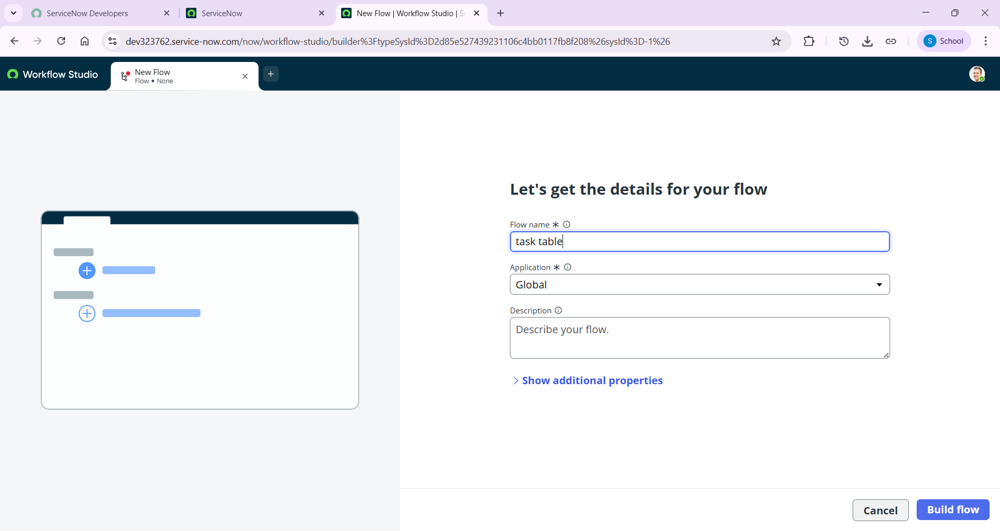 ServiceNow Developers
ServiceNow
New Flow | Workflow Studio | S
dev323762.service-now.com/now/workflow-studio/builder%3FtypeSysId%3D2d85e527439231106c4bb0117fb8f208%26sysId%3D-1%26
S School
Workflow Studio
New Flow
Flow • None
Let's get the details for your flow
Flow name *
task table
Application *
Global
Description
Describe your flow.
Show additional properties
Cancel
Build flow